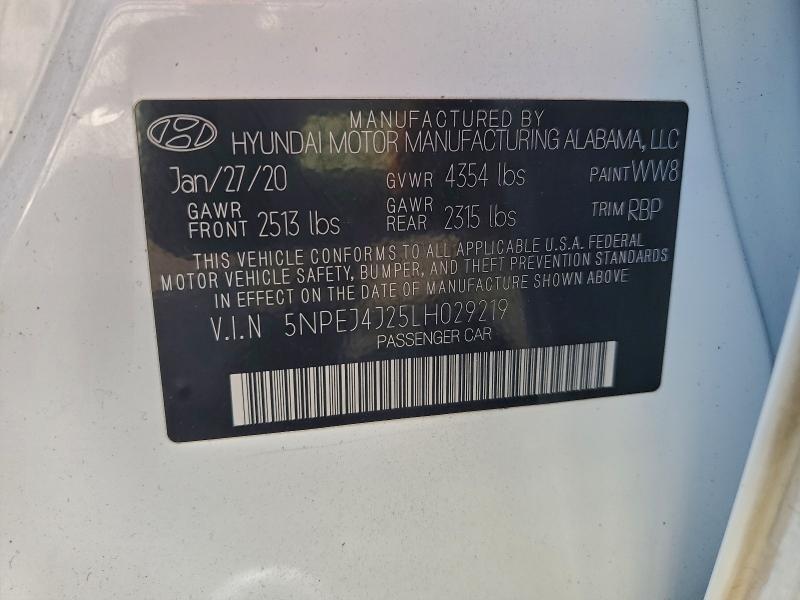 MANUFACTURED BY
HYUNDAI MOTOR MANUFACTURING ALABAMA, LLC
Jan/27/20 GVWR 4354 lbs PAINT WW8
GAWR FRONT 2513 lbs GAWR REAR 2315 lbs TRIM RBP
THIS VEHICLE CONFORMS TO ALL APPLICABLE U.S.A. FEDERAL
MOTOR VEHICLE SAFETY, BUMPER, AND THEFT PREVENTION STANDARDS
IN EFFECT ON THE DATE OF MANUFACTURE SHOWN ABOVE.
V.I.N 5NPEJ4J25LH029219
PASSENGER CAR